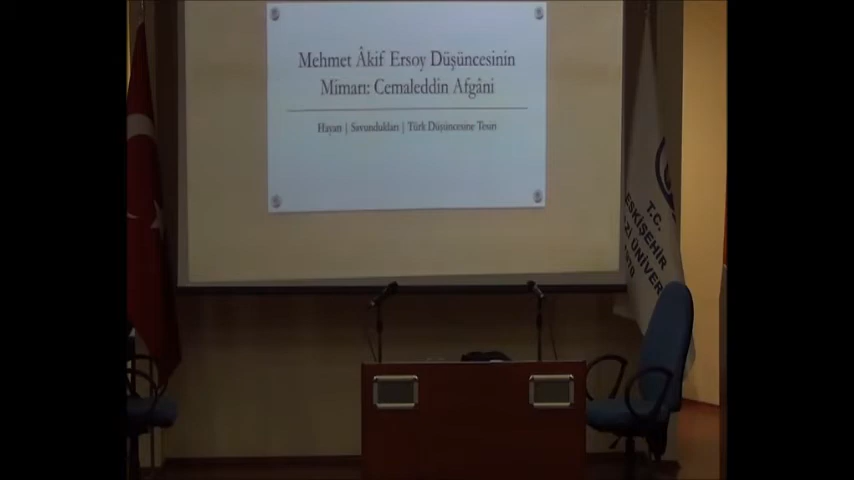 Mehmet Âkif Ersoy Düşüncesinin
Mimarı: Cemaleddin Afgâni
Hayatı | Savundukları | Türk Düşüncesine Tesiri
T.C.
ESKİŞEHİR